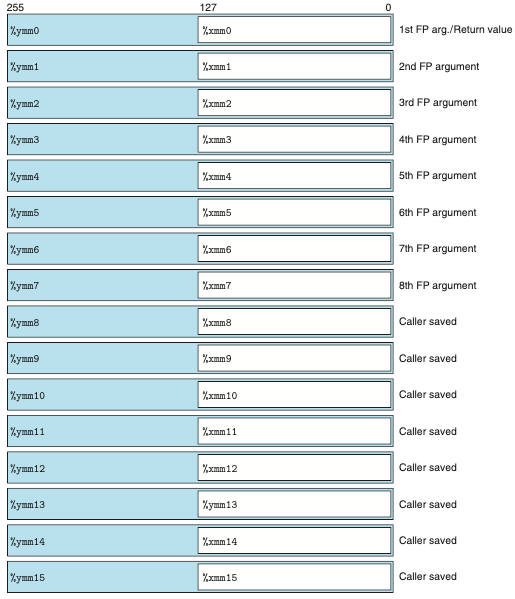 255 127 0
%ymm0 %xmm0 1st FP arg./Return value
%ymm1 %xmm1 2nd FP argument
%ymm2 %xmm2 3rd FP argument
%ymm3 %xmm3 4th FP argument
%ymm4 %xmm4 5th FP argument
%ymm5 %xmm5 6th FP argument
%ymm6 %xmm6 7th FP argument
%ymm7 %xmm7 8th FP argument
%ymm8 %xmm8 Caller saved
%ymm9 %xmm9 Caller saved
%ymm10 %xmm10 Caller saved
%ymm11 %xmm11 Caller saved
%ymm12 %xmm12 Caller saved
%ymm13 %ymm13 Caller saved
%ymm14 %xmm14 Caller saved
%ymm15 %xmm15 Caller saved